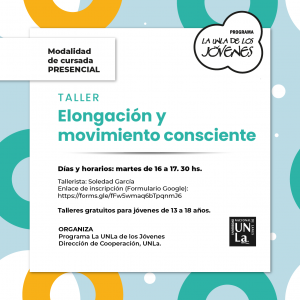 Modalidad
de cursada
PRESENCIAL
PROGRAMA
LA UNLA DE LOS
JÓVENES
TALLER
Elongación y
movimiento consciente
Días y horarios: martes de 16 a 17. 30 hs.
Tallerista: Soledad García
Enlace de inscripción (Formulario Google):
https://forms.gle/fFw5wmaq6bTpqnmJ6
Talleres gratuitos para jóvenes de 13 a 18 años.
ORGANIZA
Programa La UNLa de los Jóvenes
Dirección de Cooperación, UNLa.
UN
La